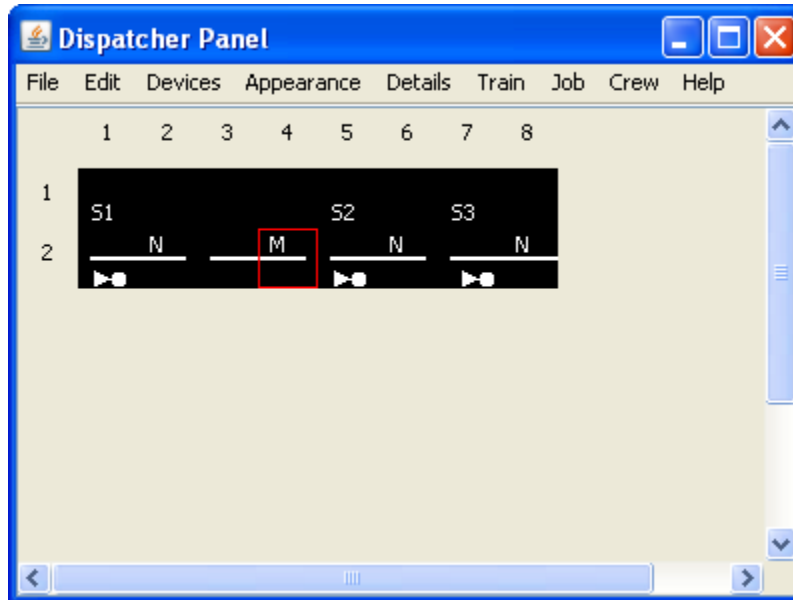 Dispatcher Panel
File Edit Devices Appearance Details Train Job Crew Help
1 2 3 4 5 6 7 8
1
S1 S2 S3
N M N N
2